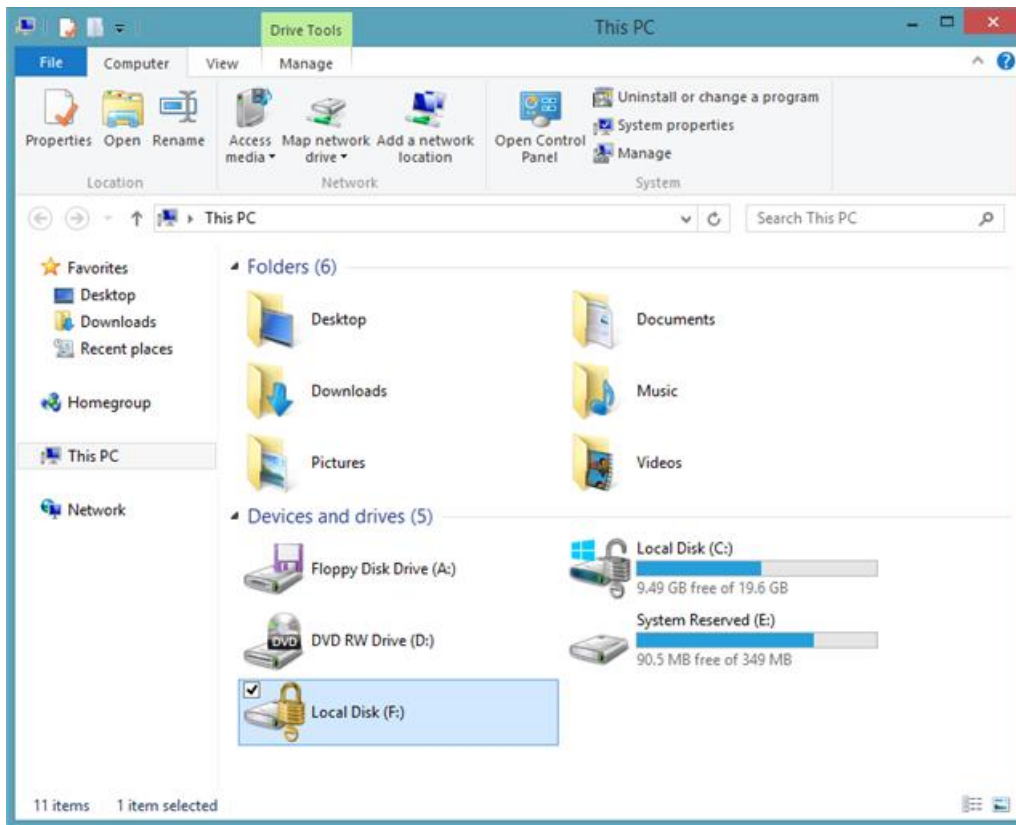 Drive Tools
This PC
File
Computer
View
Manage
Properties
Open
Rename
Access media
Map network drive
Add a network location
Open Control Panel
Uninstall or change a program
System properties
Manage
Location
Network
System
This PC
Search This PC
Favorites
Desktop
Downloads
Recent places
Homegroup
This PC
Network
Folders (6)
Desktop
Documents
Downloads
Music
Pictures
Videos
Devices and drives (5)
Floppy Disk Drive (A:)
Local Disk (C:)
9.49 GB free of 19.6 GB
DVD
DVD RW Drive (D:)
System Reserved (E:)
90.5 MB free of 349 MB
Local Disk (F:)
11 items
1 item selected